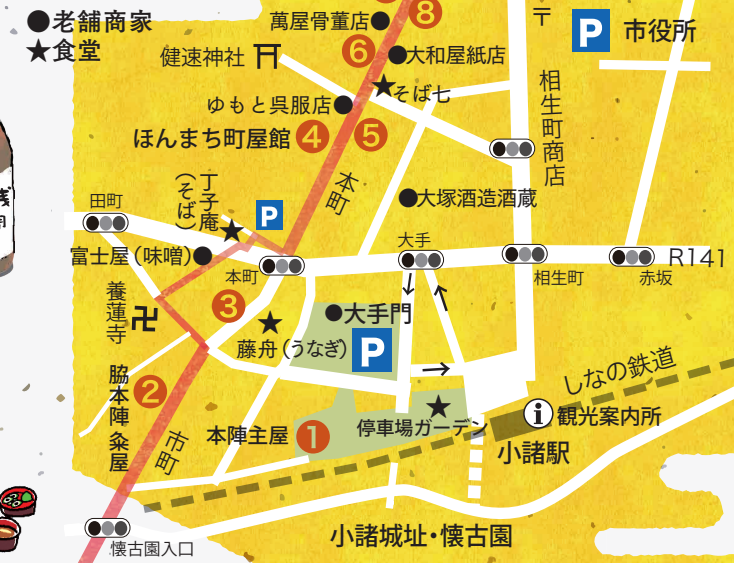 ●老舗商家
★食堂
萬屋骨董店
8
〒
P
市役所
健速神社
6
大和屋紙店
そば七
相生町商店
ゆもと呉服店
ほんまち町屋館
4
5
本町
丁子庵
(そば)
大塚酒造酒蔵
田町
P
大手
富士屋(味噌)
本町
R141
相生町
赤坂
養蓮寺
卍
3
大手門
藤舟(うなぎ)
P
しなの鉄道
脇本陣 粂屋
2
市町
本陣主屋
1
停車場ガーデン
i
観光案内所
小諸駅
小諸城址・懐古園
懐古園入口